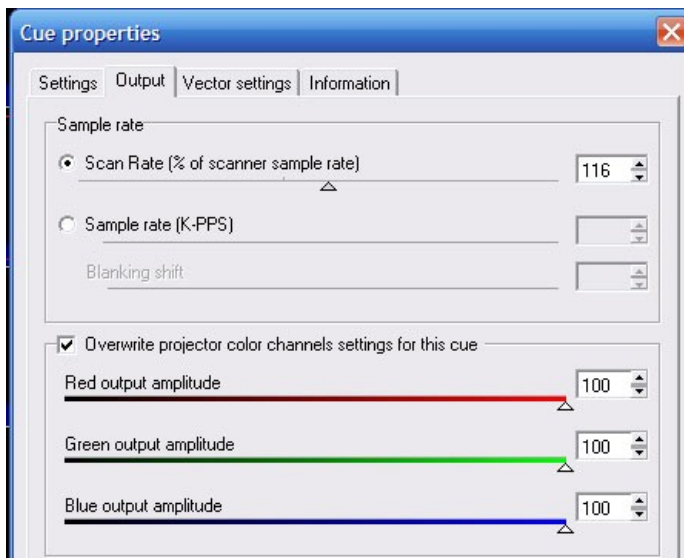 Cue properties
Settings Output Vector settings Information
Sample rate
Scan Rate (% of scanner sample rate) 116
Sample rate (K-PPS)
Blanking shift
Overwrite projector color channels settings for this cue
Red output amplitude 100
Green output amplitude 100
Blue output amplitude 100